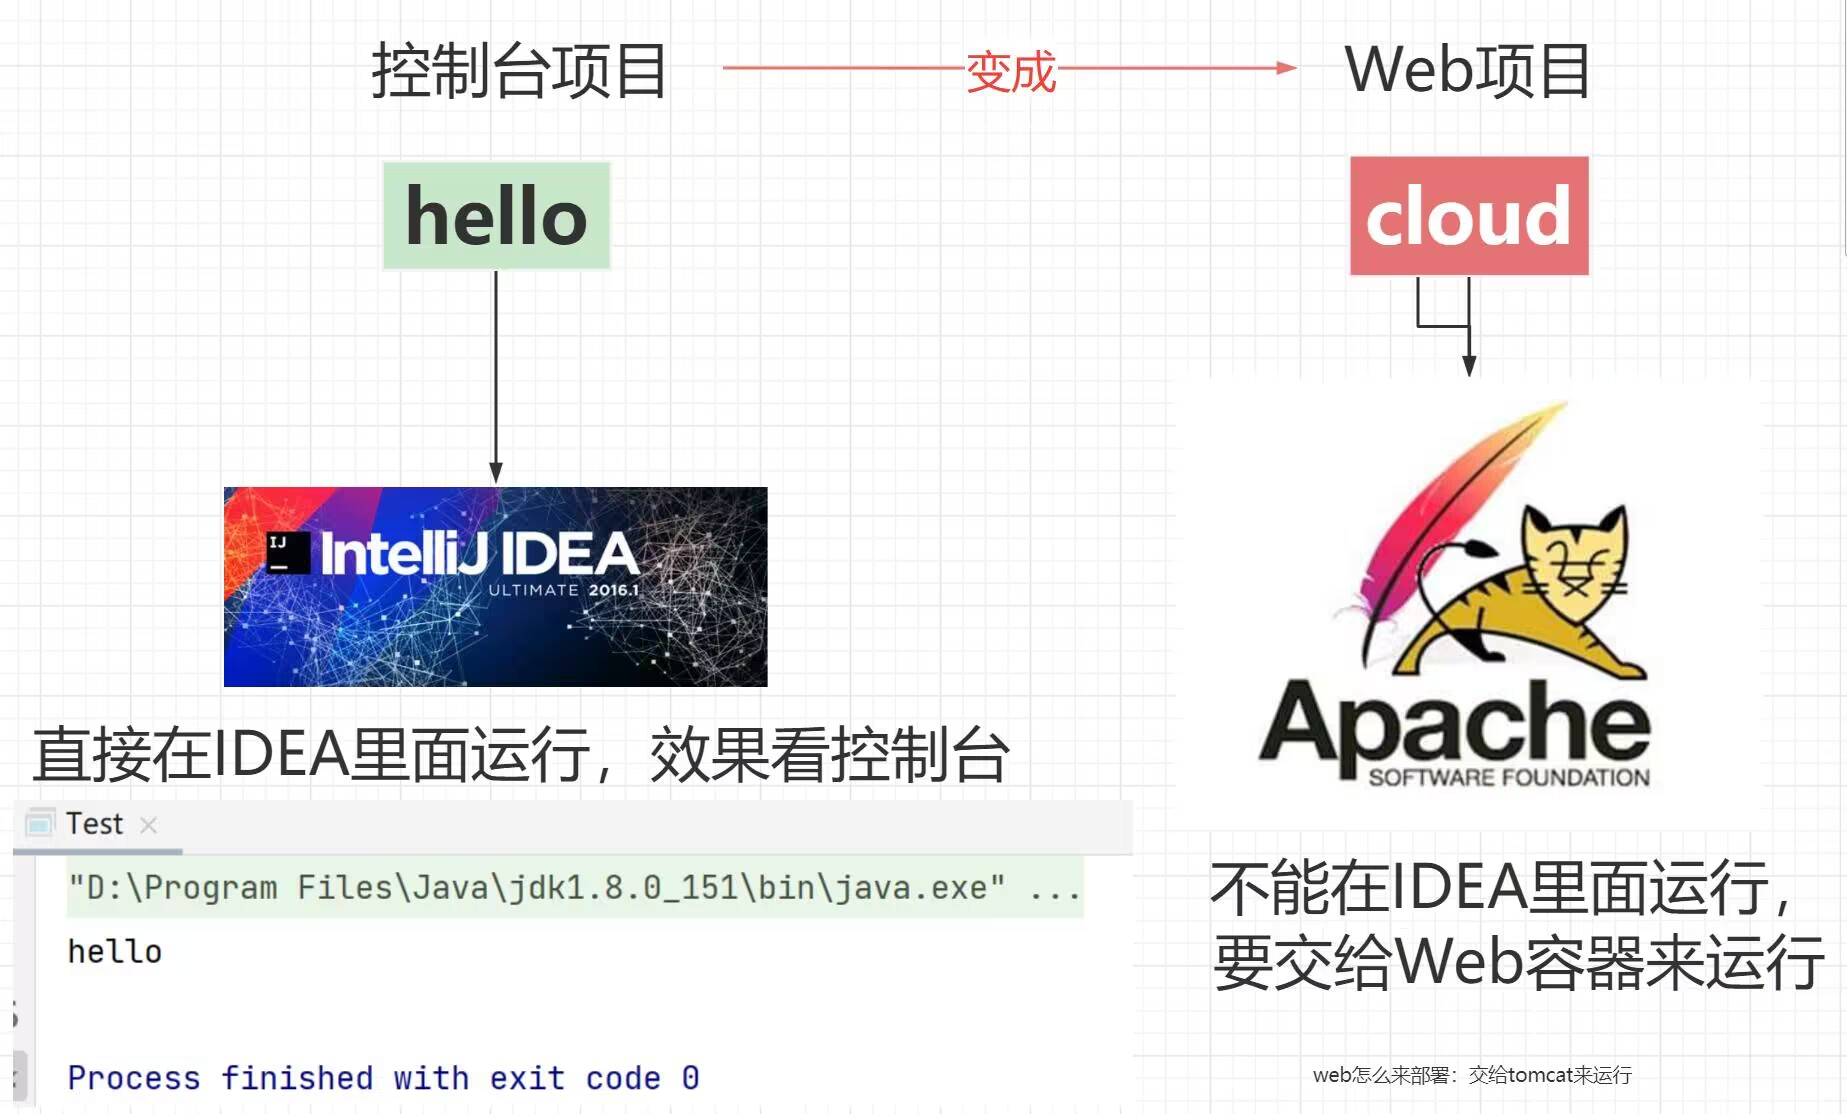 控制台项目
变成
Web项目
hello
cloud
IJ
IntelliJ IDEA
ULTIMATE 2016.1
直接在IDEA里面运行，效果看控制台
Test
"D:\Program Files\Java\jdk1.8.0_151\bin\java.exe" ...
hello
Process finished with exit code 0
Apache
SOFTWARE FOUNDATION
不能在IDEA里面运行，
要交给Web容器来运行
web怎么来部署：交给tomcat来运行